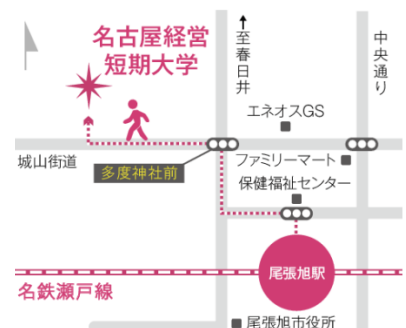 名古屋経営
短期大学
至春日井
中央通り
エネオスGS
城山街道
多度神社前
ファミリーマート
保健福祉センター
尾張旭駅
名鉄瀬戸線
尾張旭市役所